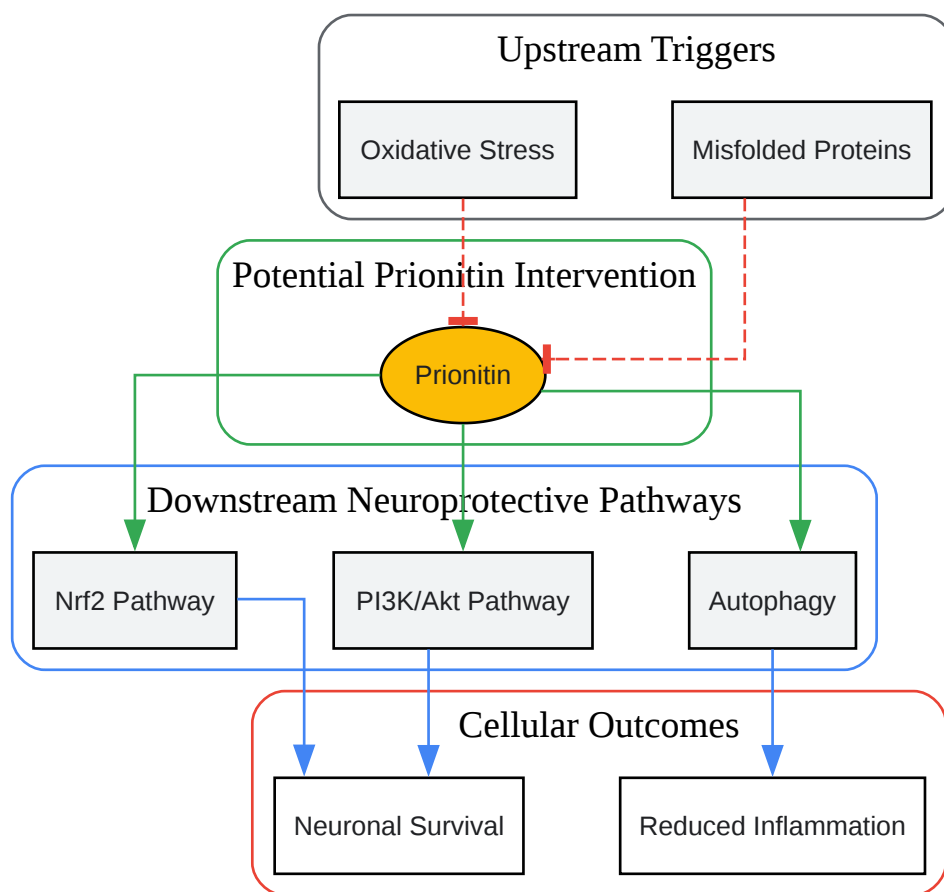 Upstream Triggers
Oxidative Stress
Misfolded Proteins
Potential Prionitin Intervention
Prionitin
Downstream Neuroprotective Pathways
Nrf2 Pathway
PI3K/Akt Pathway
Autophagy
Cellular Outcomes
Neuronal Survival
Reduced Inflammation